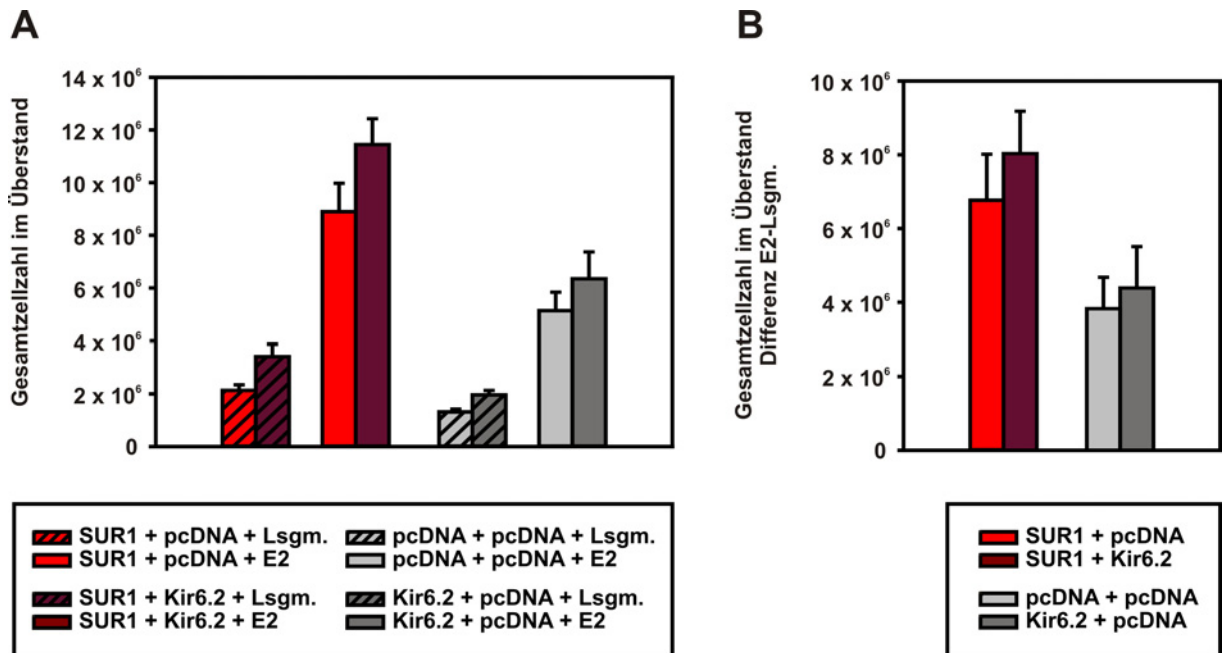 A
Gesamtzellzahl im Überstand
14 x 10⁶
12 x 10⁶
10 x 10⁶
8 x 10⁶
6 x 10⁶
4 x 10⁶
2 x 10⁶
0
SUR1 + pcDNA + Lsgm.
SUR1 + pcDNA + E2
SUR1 + Kir6.2 + Lsgm.
SUR1 + Kir6.2 + E2
pcDNA + pcDNA + Lsgm.
pcDNA + pcDNA + E2
Kir6.2 + pcDNA + Lsgm.
Kir6.2 + pcDNA + E2
B
Gesamtzellzahl im Überstand
Differenz E2-Lsgm.
10 x 10⁶
8 x 10⁶
6 x 10⁶
4 x 10⁶
2 x 10⁶
0
SUR1 + pcDNA
SUR1 + Kir6.2
pcDNA + pcDNA
Kir6.2 + pcDNA